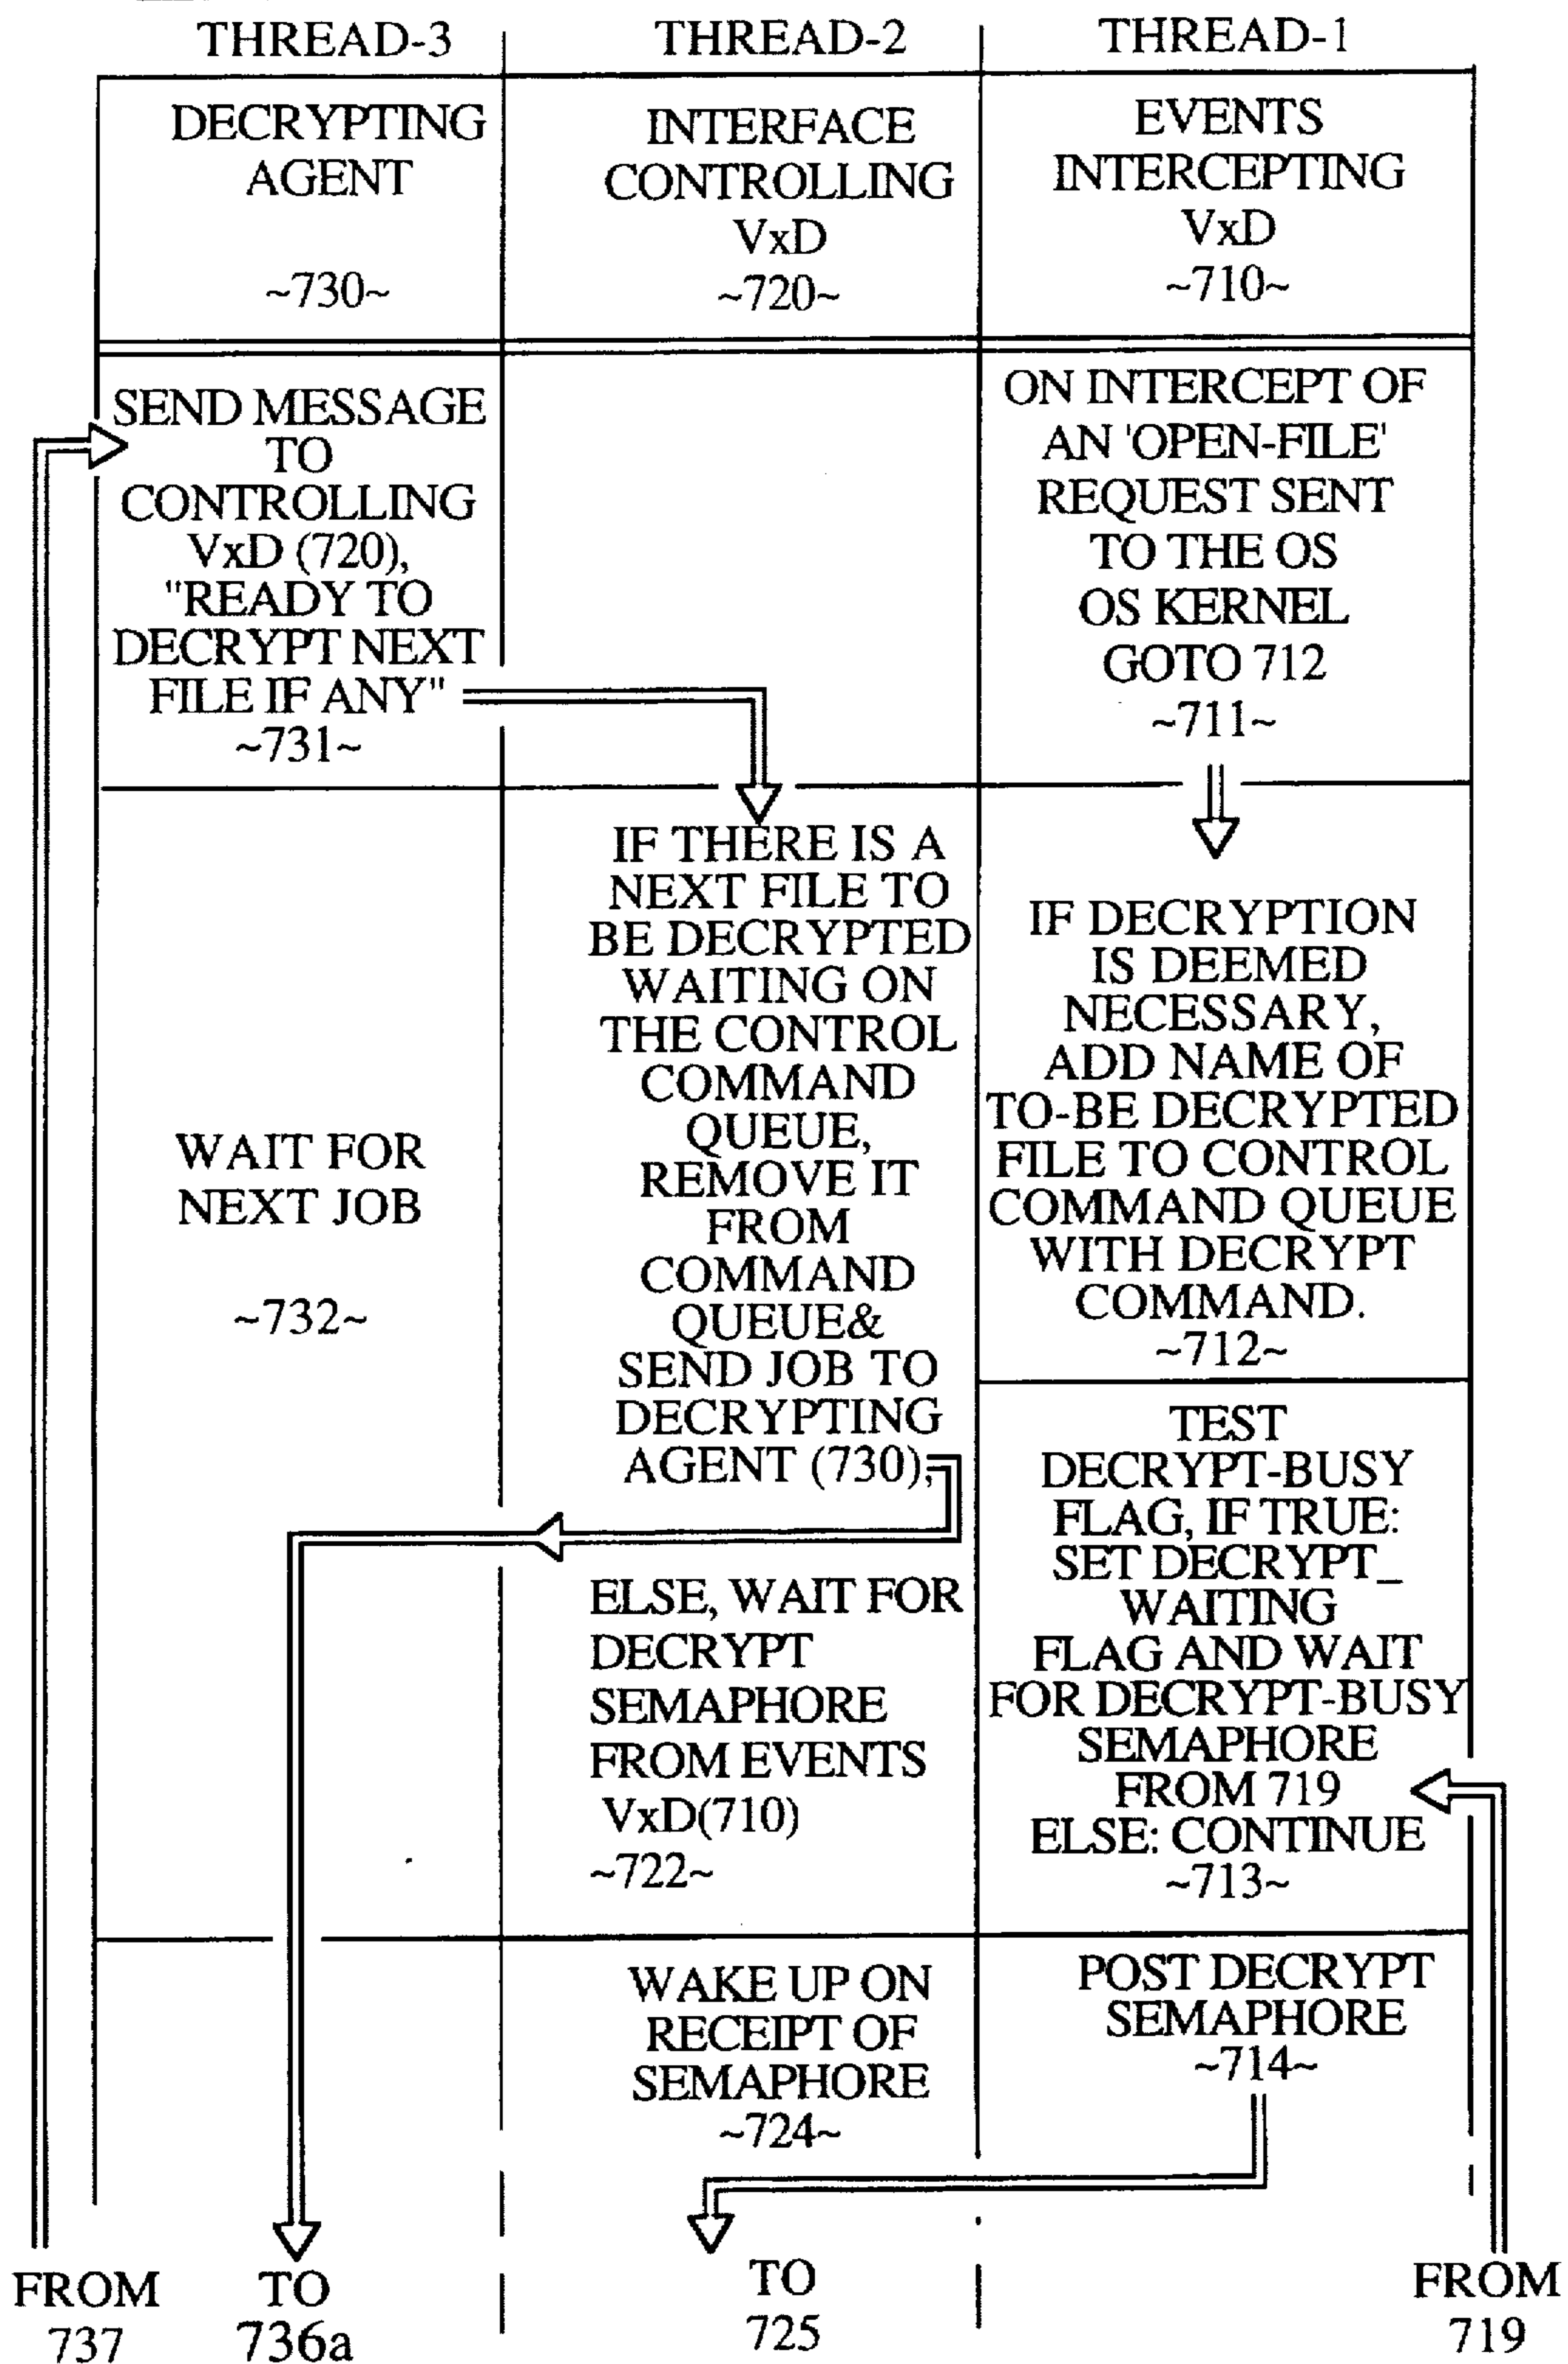 THREAD-3
THREAD-2
THREAD-1
DECRYPTING
AGENT
~730~
INTERFACE
CONTROLLING
VxD
~720~
EVENTS
INTERCEPTING
VxD
~710~
SEND MESSAGE
TO
CONTROLLING
VxD (720),
"READY TO
DECRYPT NEXT
FILE IF ANY"
~731~
ON INTERCEPT OF
AN 'OPEN-FILE'
REQUEST SENT
TO THE OS
OS KERNEL
GOTO 712
~711~
WAIT FOR
NEXT JOB
~732~
IF THERE IS A
NEXT FILE TO
BE DECRYPTED
WAITING ON
THE CONTROL
COMMAND
QUEUE,
REMOVE IT
FROM
COMMAND
QUEUE&
SEND JOB TO
DECRYPTING
AGENT (730),
ELSE, WAIT FOR
DECRYPT
SEMAPHORE
FROM EVENTS
VxD(710)
~722~
IF DECRYPTION
IS DEEMED
NECESSARY,
ADD NAME OF
TO-BE DECRYPTED
FILE TO CONTROL
COMMAND QUEUE
WITH DECRYPT
COMMAND.
~712~
TEST
DECRYPT-BUSY
FLAG, IF TRUE:
SET DECRYPT_
WAITING
FLAG AND WAIT
FOR DECRYPT-BUSY
SEMAPHORE
FROM 719
ELSE: CONTINUE
~713~
WAKE UP ON
RECEIPT OF
SEMAPHORE
~724~
POST DECRYPT
SEMAPHORE
~714~
FROM
737
TO
736a
TO
725
FROM
719